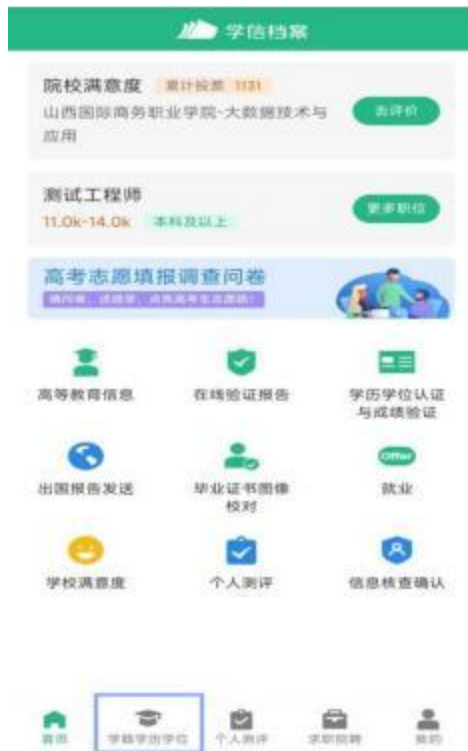 学信档案
院校满意度 累计投票 1131
山西国际商务职业学院-大数据技术与
应用
去评价
测试工程师
11.0k-14.0k 本科及以上
更多职位
高考志愿填报调查问卷
高等教育信息
在线验证报告
学历学位认证
与成绩验证
出国报告发送
毕业证书图像
校对
Offer
就业
学校满意度
个人测评
信息核查确认
首页
学籍学历学位
个人测评
求职招聘
我的